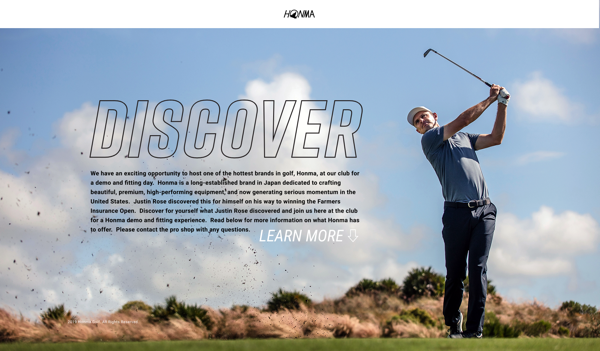 HONMA
DISCOVER
We have an exciting opportunity to host one of the hottest brands in golf, Honma, at our club for
a demo and fitting day.  Honma is a long-established brand in Japan dedicated to crafting
beautiful, premium, high-performing equipment, and now generating serious momentum in the
United States.  Justin Rose discovered this for himself on his way to winning the Farmers
Insurance Open.  Discover for yourself what Justin Rose discovered and join us here at the club
for a Honma demo and fitting experience.  Read below for more information on what Honma has
to offer.  Please contact the pro shop with any questions.
LEARN MORE